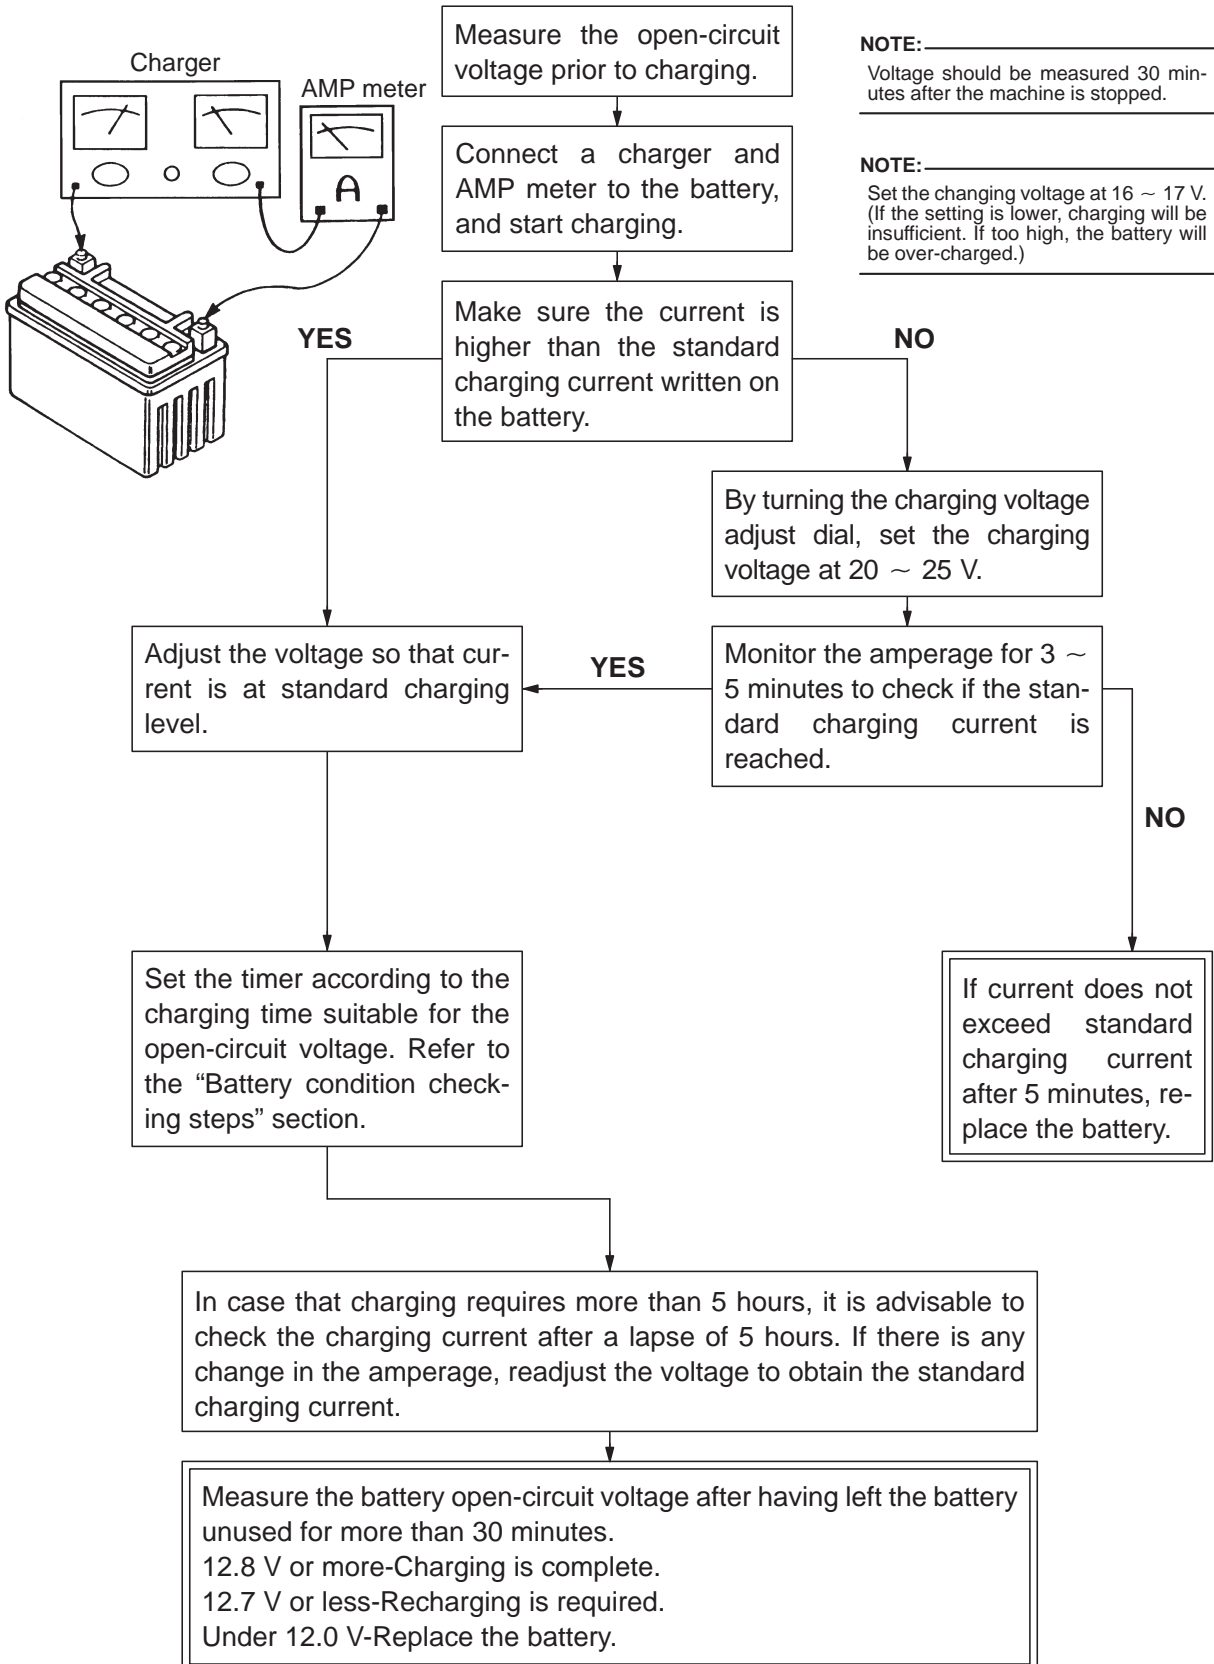 Charger
AMP meter
A
Measure the open-circuit
voltage prior to charging.
NOTE:
Voltage should be measured 30 min-
utes after the machine is stopped.
Connect a charger and
AMP meter to the battery,
and start charging.
NOTE:
Set the changing voltage at 16 ~ 17 V.
(If the setting is lower, charging will be
insufficient. If too high, the battery will
be over-charged.)
Make sure the current is
higher than the standard
charging current written on
the battery.
YES
NO
By turning the charging voltage
adjust dial, set the charging
voltage at 20 ~ 25 V.
Adjust the voltage so that cur-
rent is at standard charging
level.
YES
Monitor the amperage for 3 ~
5 minutes to check if the stan-
dard charging current is
reached.
NO
Set the timer according to the
charging time suitable for the
open-circuit voltage. Refer to
the “Battery condition check-
ing steps” section.
If current does not
exceed standard
charging current
after 5 minutes, re-
place the battery.
In case that charging requires more than 5 hours, it is advisable to
check the charging current after a lapse of 5 hours. If there is any
change in the amperage, readjust the voltage to obtain the standard
charging current.
Measure the battery open-circuit voltage after having left the battery
unused for more than 30 minutes.
12.8 V or more-Charging is complete.
12.7 V or less-Recharging is required.
Under 12.0 V-Replace the battery.